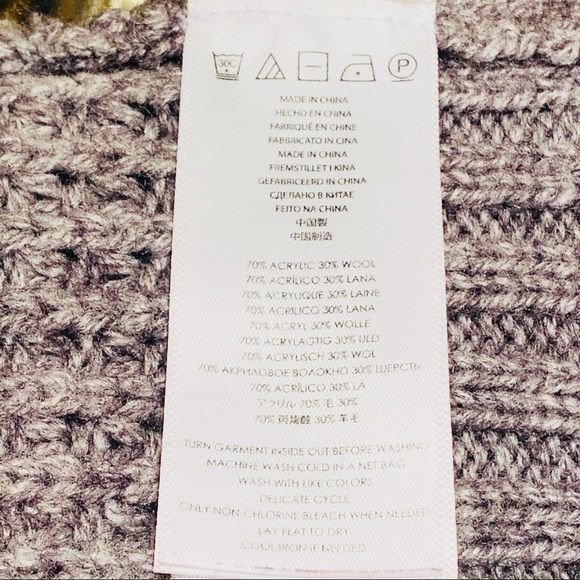 30C
P
MADE IN CHINA
HECHO EN CHINA
FABRIQUÉ EN CHINE
FABBRICATO IN CINA
MADE IN CHINA
FREMSTILLET I KINA
GEFABRICEERD IN CHINA
СДЕЛАНО В КИТАЕ
FEITO NA CHINA
中国製
中国制造
70% ACRYLIC 30% WOOL
70% ACRÍLICO 30% LANA
70% ACRYLIQUE 30% LAINE
70% ACRILICO 30% LANA
70% ACRYL 30% WOLLE
70% ACRYLAGTIG 30% ULD
70% ACRYLISCH 30% WOL
70% АКРИЛОВОЕ ВОЛОКНО 30% ШЕРСТЬ
70% ACRÍLICO 30% LA
アクリル 70% 毛 30%
70% 丙烯酸 30% 羊毛
TURN GARMENT INSIDE OUT BEFORE WASHING
MACHINE WASH COLD IN A NET BAG
WASH WITH LIKE COLORS
DELICATE CYCLE
ONLY NON-CHLORINE BLEACH WHEN NEEDED
LAY FLAT TO DRY
COOL IRON IF NEEDED